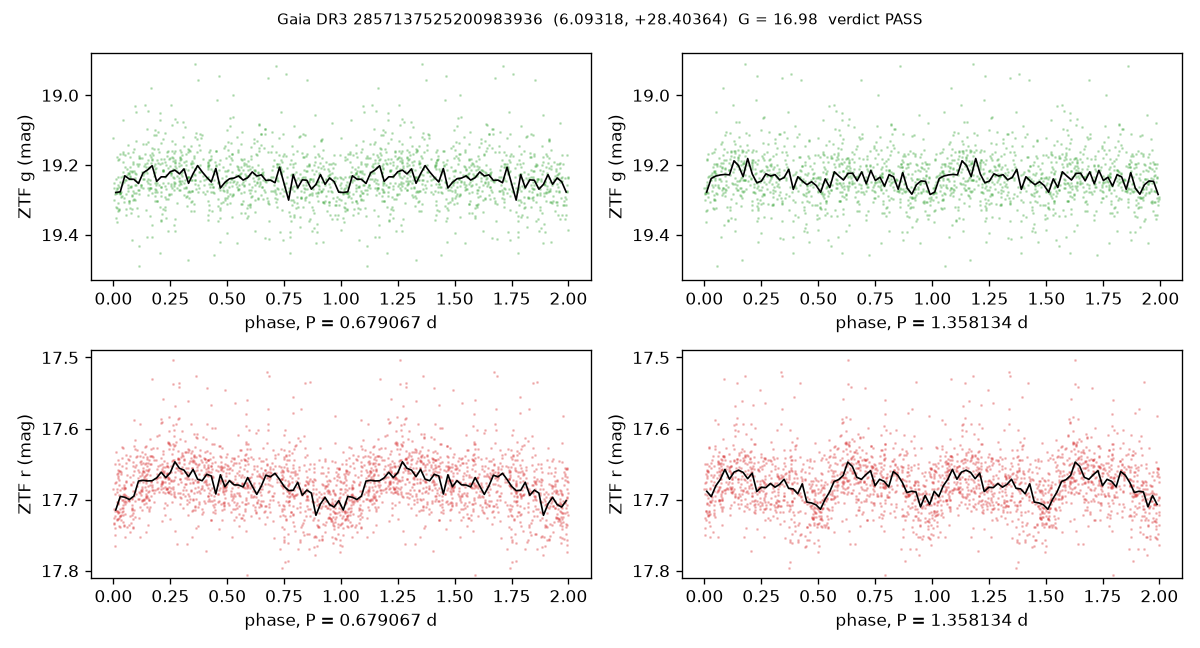 Gaia DR3 2857137525200983936 (6.09318, +28.40364) G = 16.98 verdict PASS
ZTF g (mag)
19.0
19.2
19.4
0.00 0.25 0.50 0.75 1.00 1.25 1.50 1.75 2.00
phase, P = 0.679067 d
ZTF g (mag)
19.0
19.2
19.4
0.00 0.25 0.50 0.75 1.00 1.25 1.50 1.75 2.00
phase, P = 1.358134 d
ZTF r (mag)
17.5
17.6
17.7
17.8
0.00 0.25 0.50 0.75 1.00 1.25 1.50 1.75 2.00
phase, P = 0.679067 d
ZTF r (mag)
17.5
17.6
17.7
17.8
0.00 0.25 0.50 0.75 1.00 1.25 1.50 1.75 2.00
phase, P = 1.358134 d